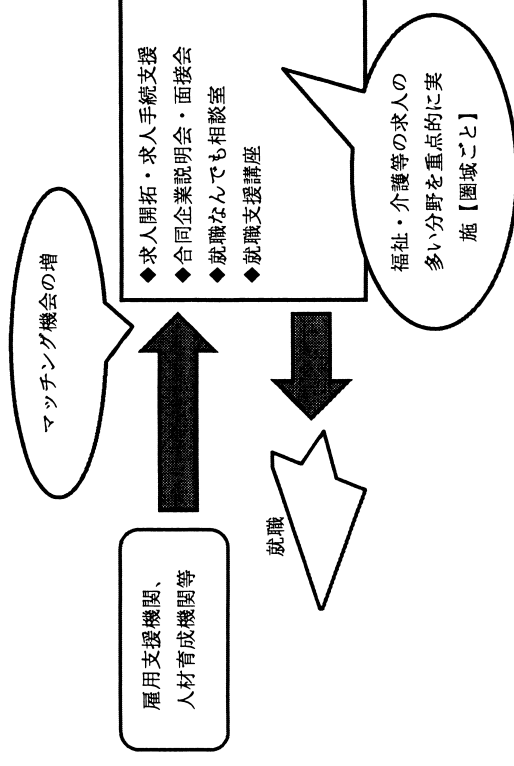 マッチング機会の増
◆求人開拓・求人手続支援
◆合同企業説明会・面接会
◆就職なんでも相談室
◆就職支援講座
福祉・介護等の求人の
多い分野を重点的に実
施【圏域ごと】
雇用支援機関、
人材育成機関等
就職